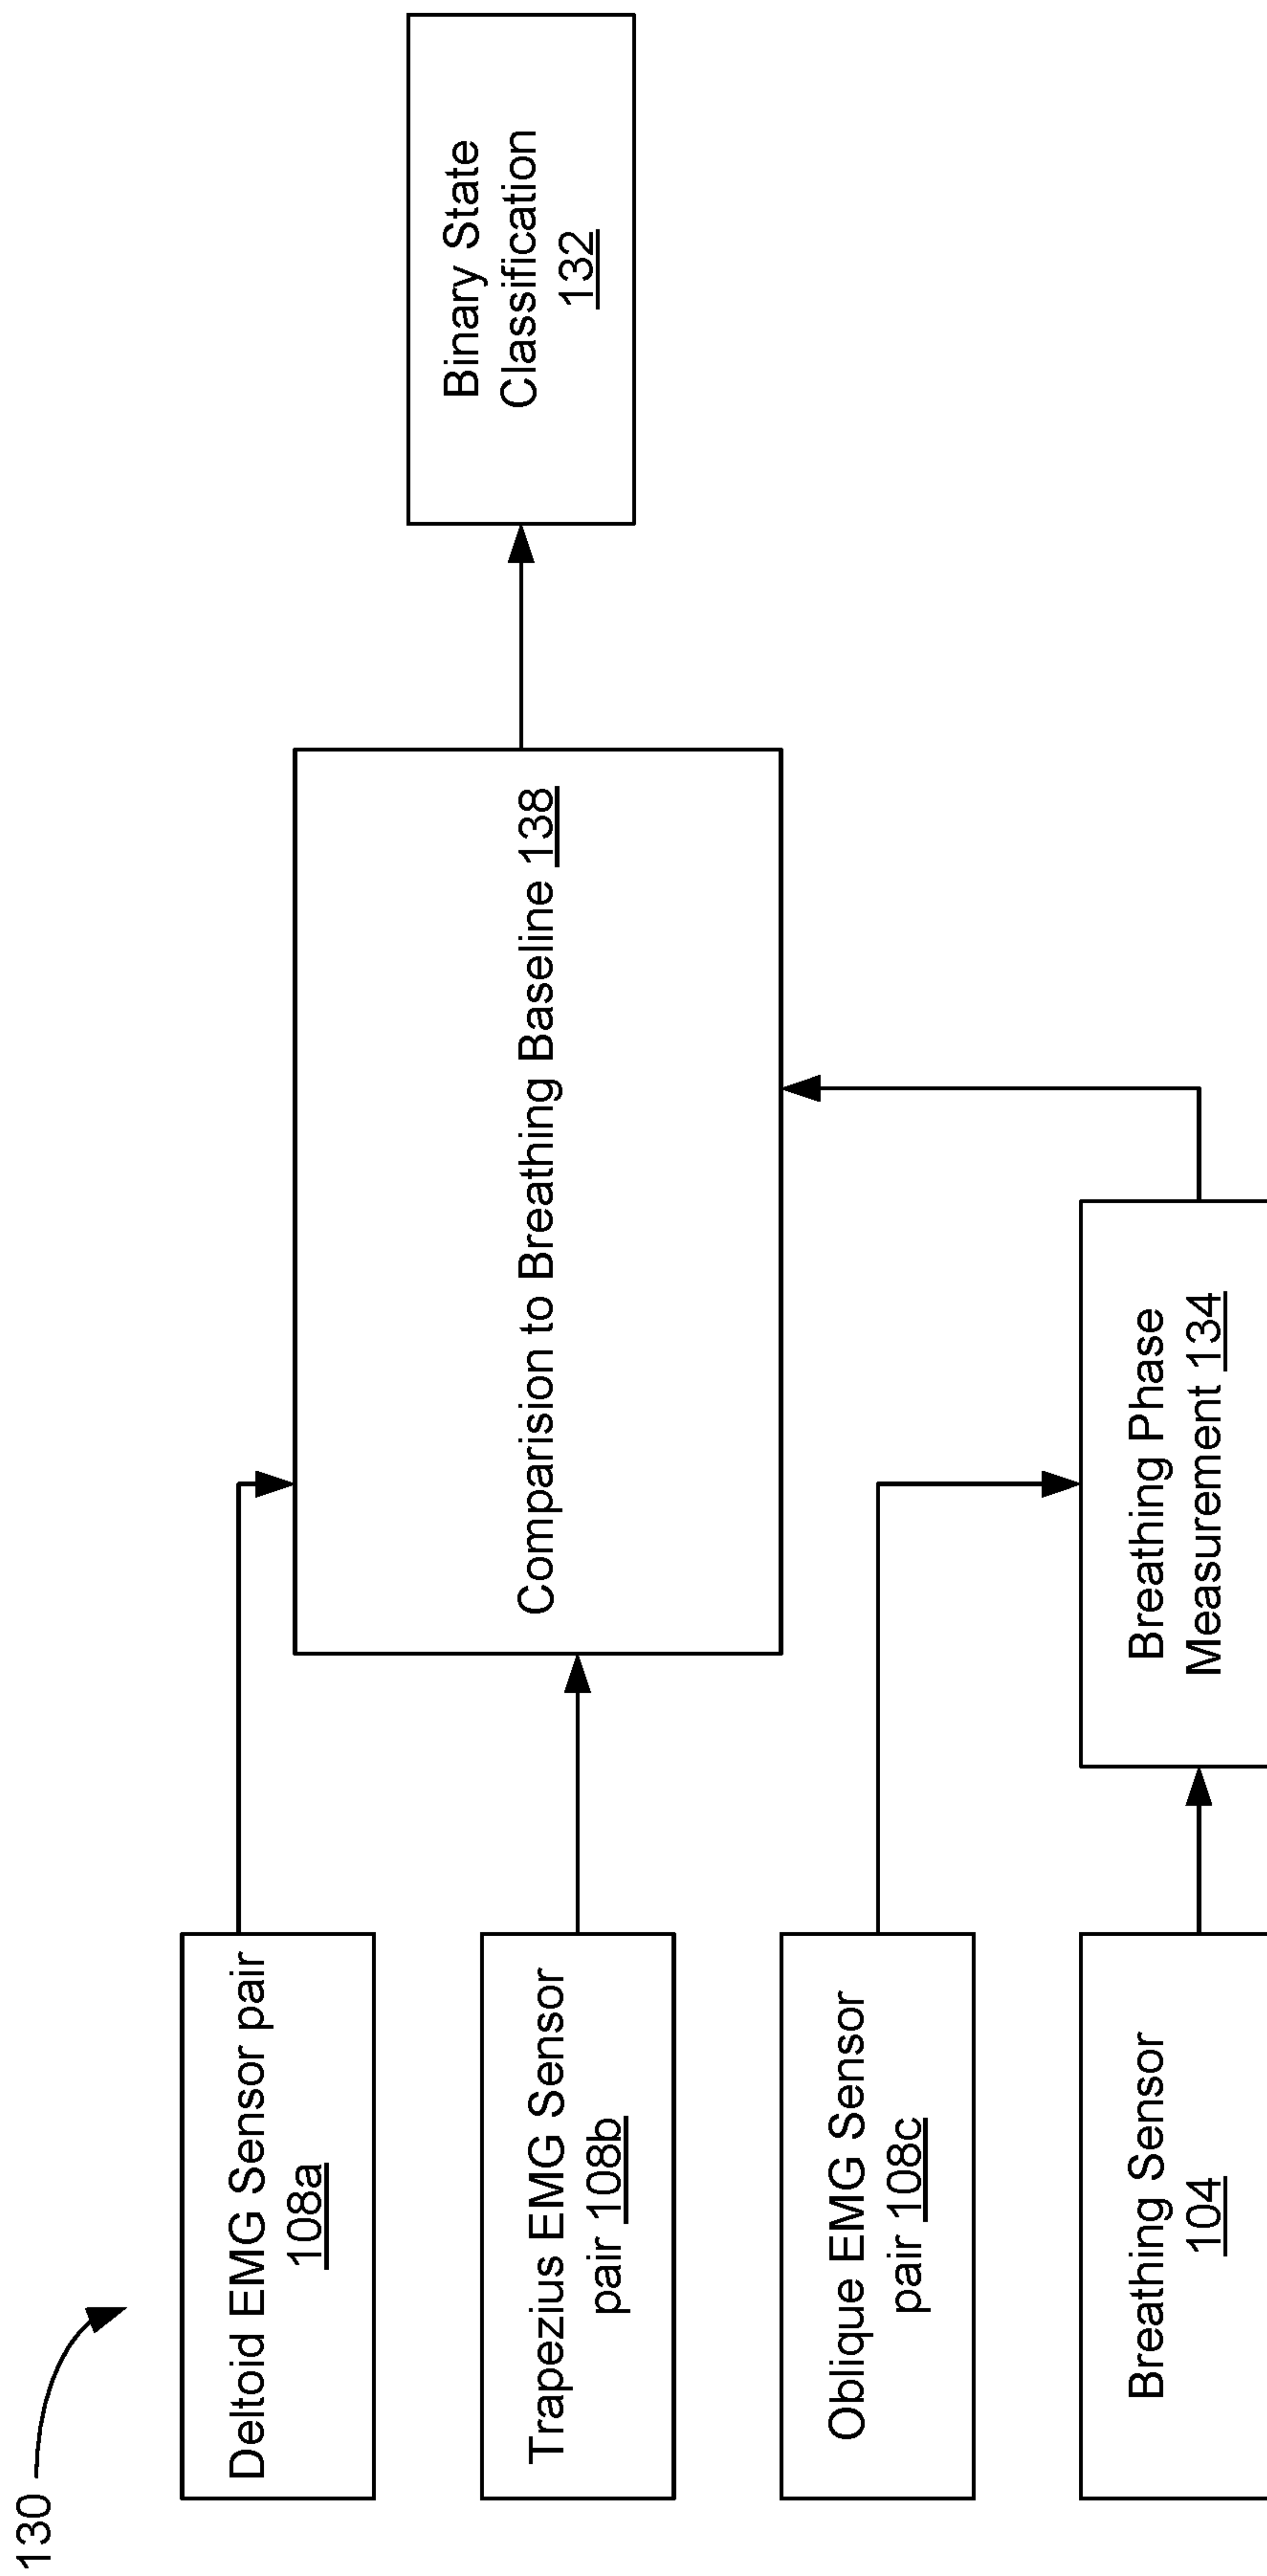 130
Deltoid EMG Sensor pair
108a
Trapezius EMG Sensor
pair 108b
Oblique EMG Sensor
pair 108c
Breathing Sensor
104
Comparision to Breathing Baseline 138
Breathing Phase
Measurement 134
Binary State
Classification
132